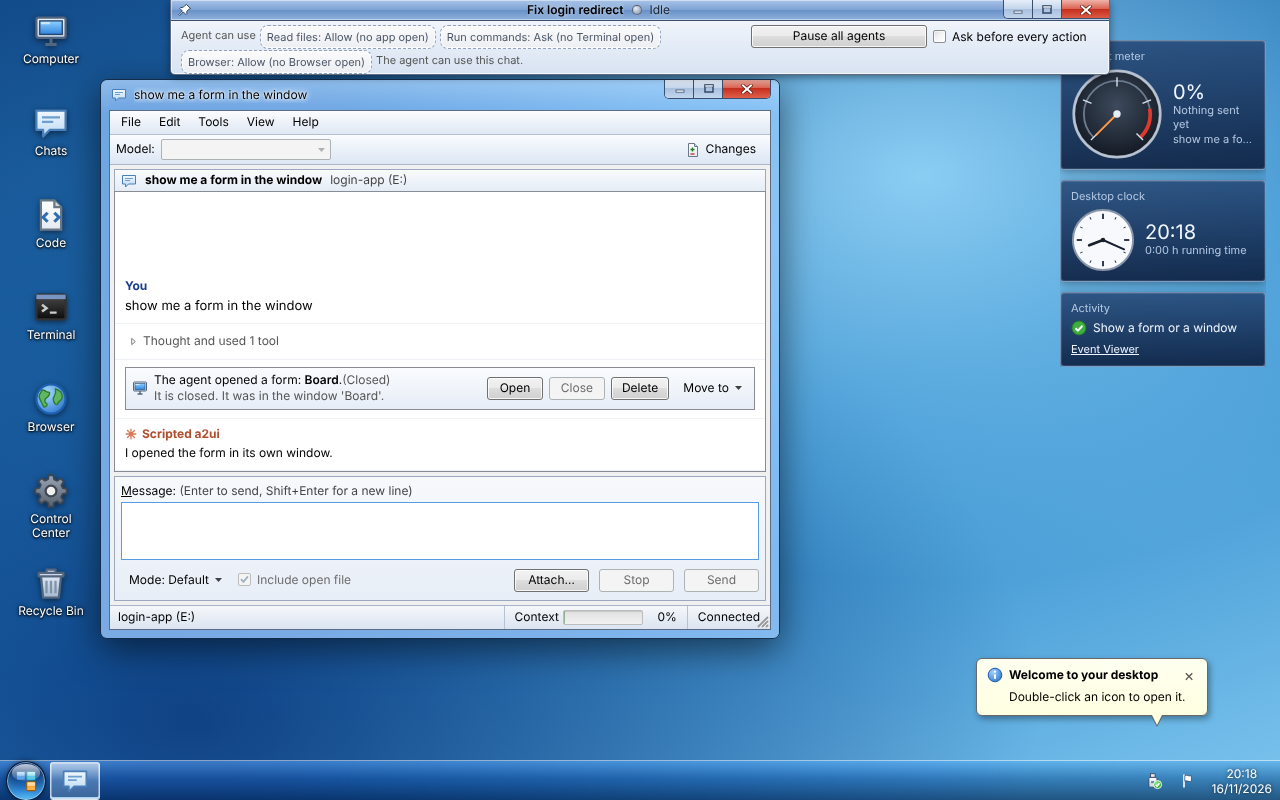 Fix login redirect Idle
Agent can use Read files: Allow (no app open) Run commands: Ask (no Terminal open)
Browser: Allow (no Browser open) The agent can use this chat.
Pause all agents Ask before every action
Computer
Chats
Code
Terminal
Browser
Control
Center
Recycle Bin
show me a form in the window
File Edit Tools View Help
Model:
Changes
show me a form in the window login-app (E:)
You
show me a form in the window
Thought and used 1 tool
The agent opened a form: Board.(Closed)
It is closed. It was in the window 'Board'.
Open Close Delete Move to
Scripted a2ui
I opened the form in its own window.
Message: (Enter to send, Shift+Enter for a new line)
Mode: Default Include open file Attach... Stop Send
login-app (E:) Context 0% Connected
meter
0%
Nothing sent
yet
show me a fo...
Desktop clock
20:18
0:00 h running time
Activity
Show a form or a window
Event Viewer
Welcome to your desktop
Double-click an icon to open it.
20:18
16/11/2026